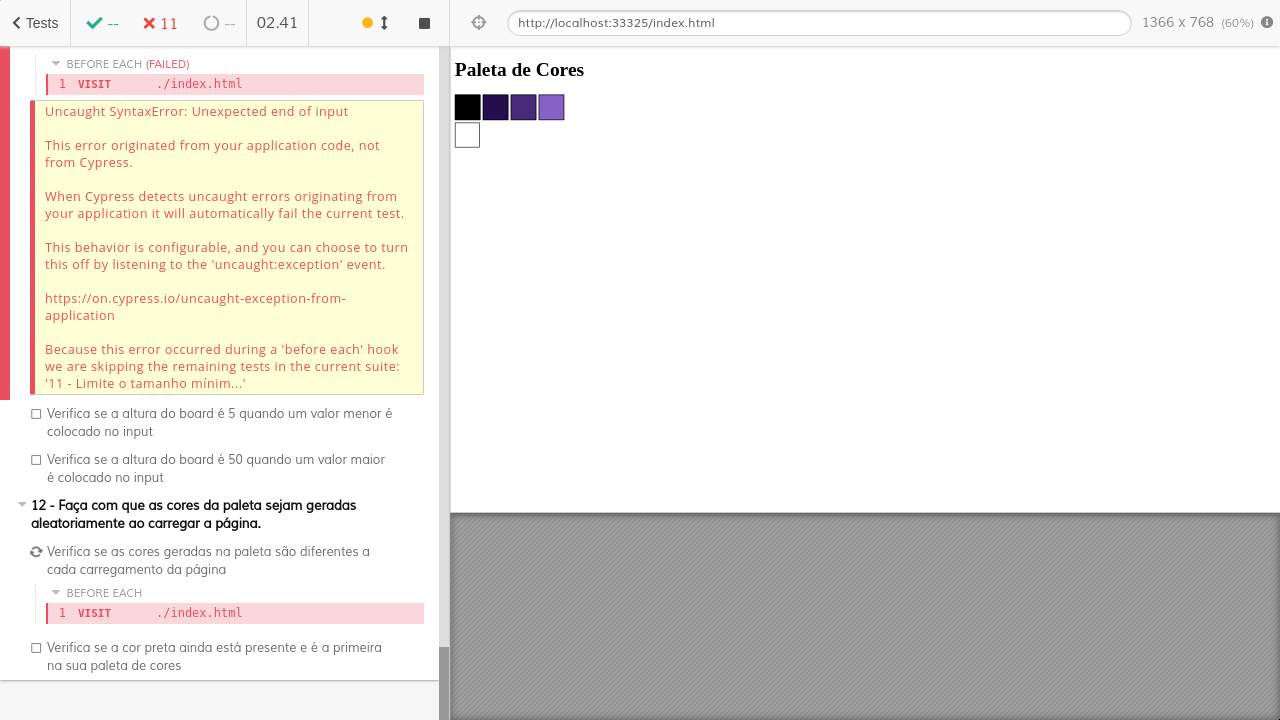 Tests
--
11
--
02.41
http://localhost:33325/index.html
1366 x 768 (60%)
BEFORE EACH (FAILED)
1 VISIT ./index.html
Uncaught SyntaxError: Unexpected end of input
This error originated from your application code, not
from Cypress.
When Cypress detects uncaught errors originating from
your application it will automatically fail the current test.
This behavior is configurable, and you can choose to turn
this off by listening to the 'uncaught:exception' event.
https://on.cypress.io/uncaught-exception-from-
application
Because this error occurred during a 'before each' hook
we are skipping the remaining tests in the current suite:
'11 - Limite o tamanho mínim...'
Verifica se a altura do board é 5 quando um valor menor é
colocado no input
Verifica se a altura do board é 50 quando um valor maior
é colocado no input
12 - Faça com que as cores da paleta sejam geradas
aleatoriamente ao carregar a página.
Verifica se as cores geradas na paleta são diferentes a
cada carregamento da página
BEFORE EACH
1 VISIT ./index.html
Verifica se a cor preta ainda está presente e é a primeira
na sua paleta de cores
Paleta de Cores